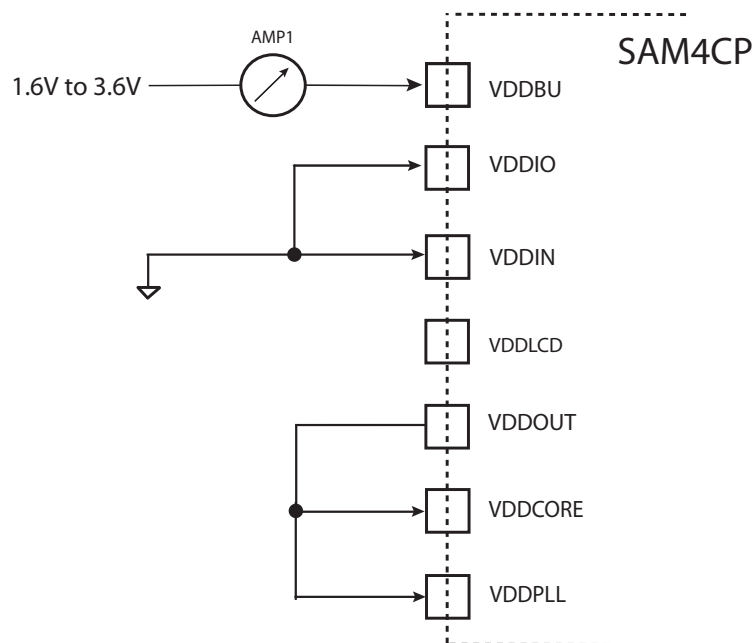 SAM4CP
AMP1
1.6V to 3.6V
VDDBU
VDDIO
VDDIN
VDDLCD
VDDOUT
VDDCORE
VDDPLL